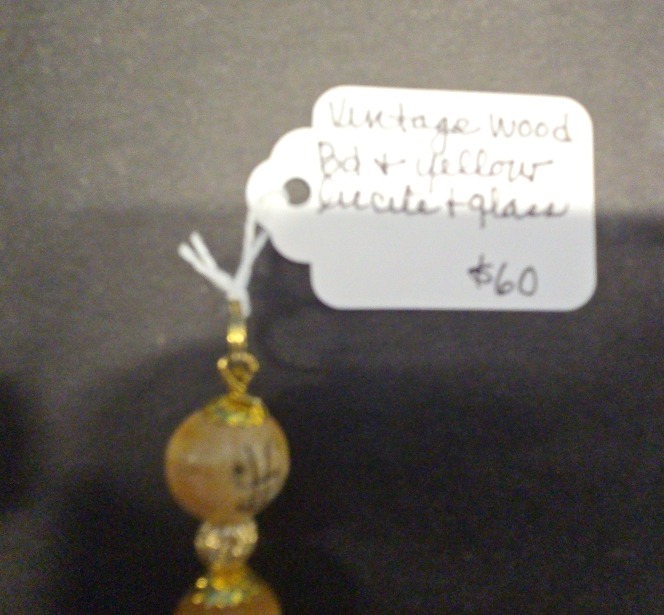 Vintage Wood
Bd + yellow
lucite + glass
$60